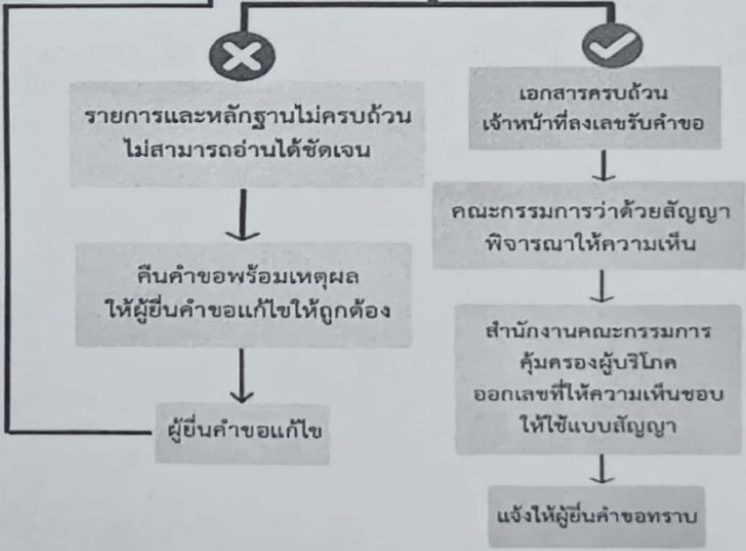 รายการและหลักฐานไม่ครบถ้วน
ไม่สามารถอ่านได้ชัดเจน
คืนคำขอพร้อมเหตุผล
ให้ผู้ยื่นคำขอแก้ไขให้ถูกต้อง
ผู้ยื่นคำขอแก้ไข
เอกสารครบถ้วน
เจ้าหน้าที่ลงเลขรับคำขอ
คณะกรรมการว่าด้วยสัญญา
พิจารณาให้ความเห็น
สำนักงานคณะกรรมการ
คุ้มครองผู้บริโภค
ออกเลขที่ให้ความเห็นชอบ
ให้ใช้แบบสัญญา
แจ้งให้ผู้ยื่นคำขอทราบ